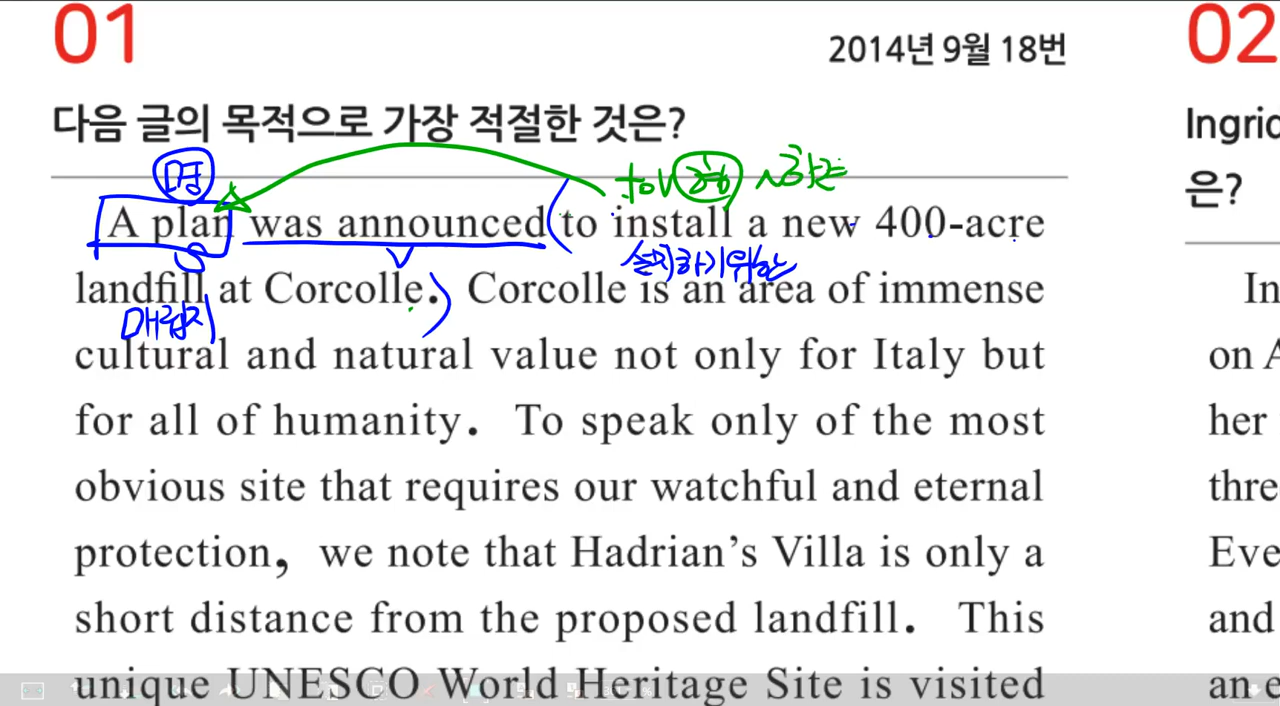 01
2014년 9월 18번
다음 글의 목적으로 가장 적절한 것은?
명
to V 형 ~하는
A plan was announced to install a new 400-acre
S V 설치하기위한
landfill at Corcolle. Corcolle is an area of immense
매립지
cultural and natural value not only for Italy but
for all of humanity. To speak only of the most
obvious site that requires our watchful and eternal
protection, we note that Hadrian's Villa is only a
short distance from the proposed landfill. This
unique UNESCO World Heritage Site is visited
02
Ingrid
은?
In
on A
her
three
Eve
and
an e